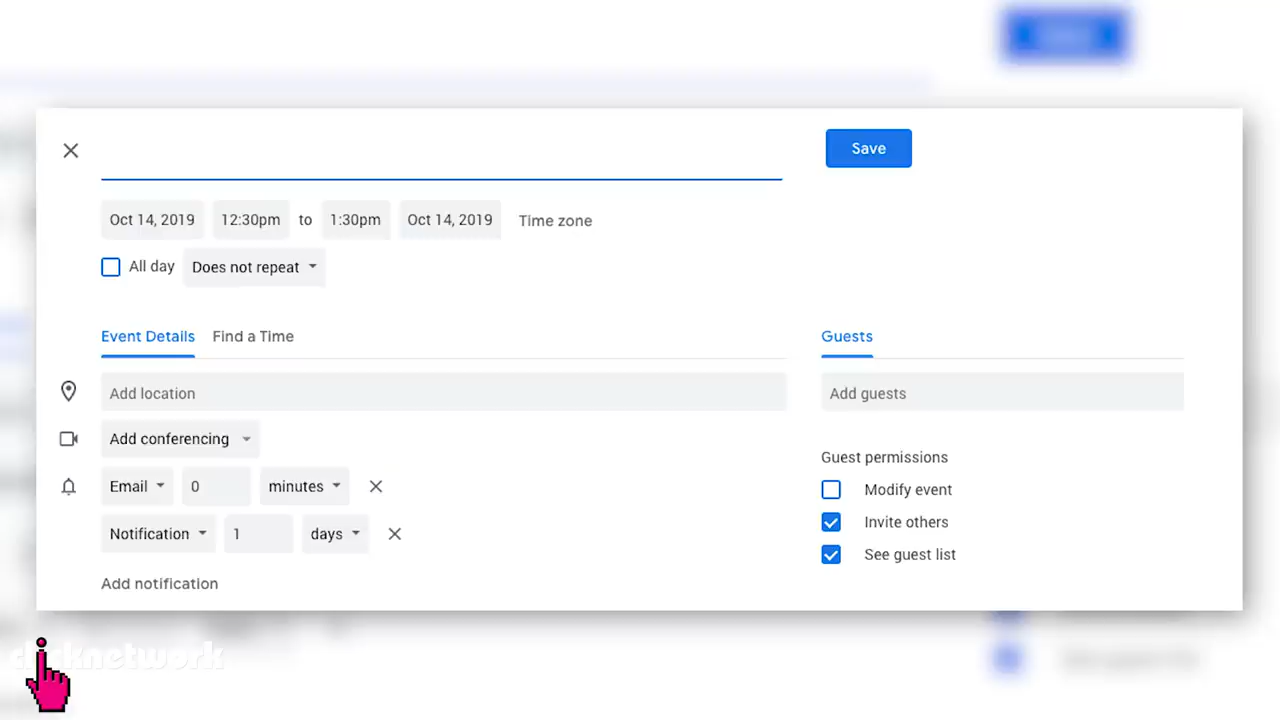 Save
Oct 14, 2019 12:30pm to 1:30pm Oct 14, 2019 Time zone
All day Does not repeat
Event Details Find a Time
Guests
Add location
Add guests
Add conferencing
Email 0 minutes
Notification 1 days
Add notification
Guest permissions
Modify event
Invite others
See guest list
clicknetwork